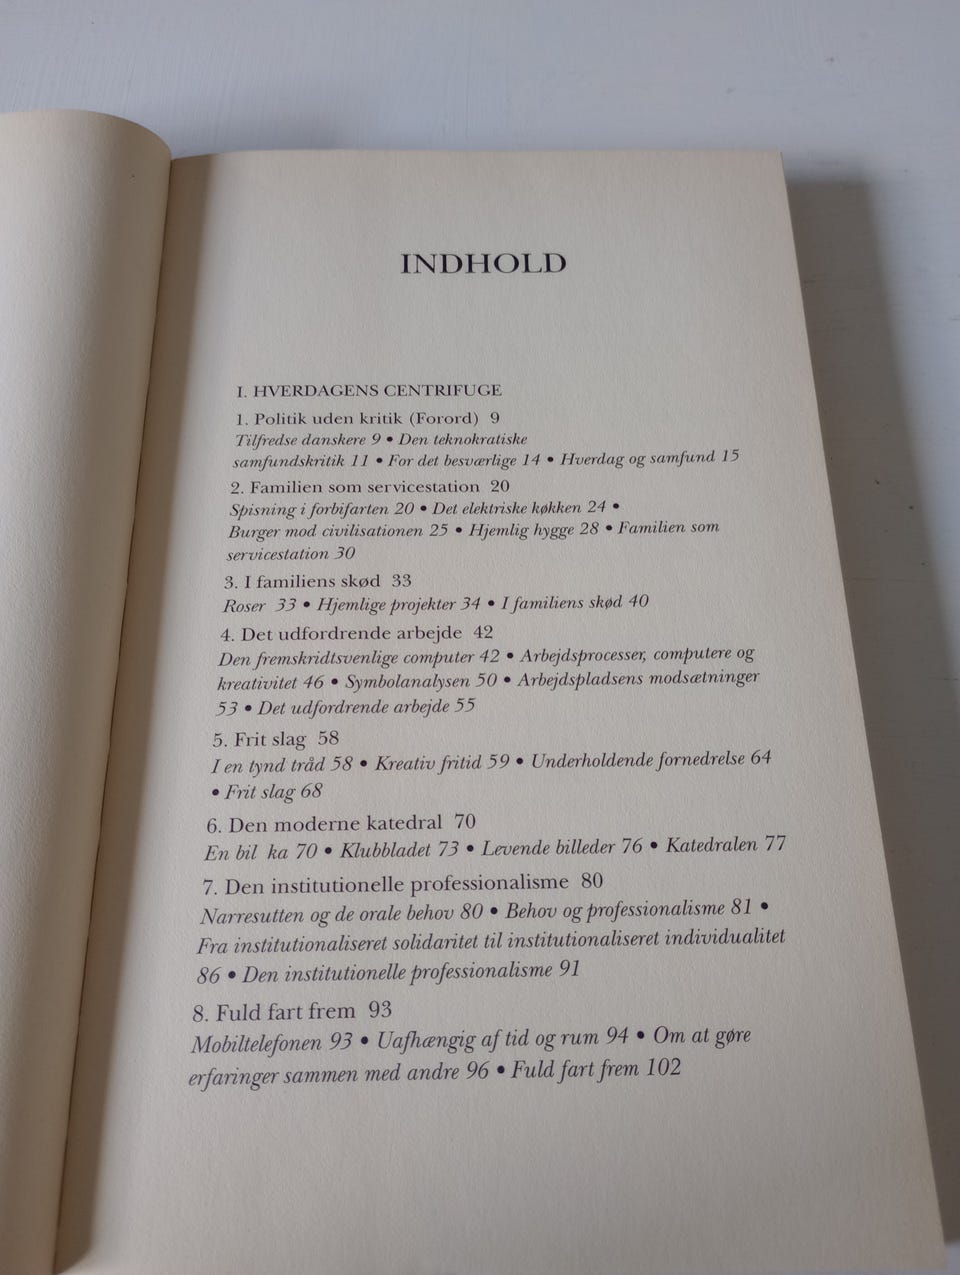 INDHOLD
I. HVERDAGENS CENTRIFUGE
1. Politik uden kritik (Forord) 9
Tilfredse danskere 9 • Den teknokratiske
samfundskritik 11 • For det besværlige 14 • Hverdag og samfund 15
2. Familien som servicestation 20
Spisning i forbifarten 20 • Det elektriske køkken 24 •
Burger mod civilisationen 25 • Hjemlig hygge 28 • Familien som
servicestation 30
3. I familiens skød 33
Roser 33 • Hjemlige projekter 34 • I familiens skød 40
4. Det udfordrende arbejde 42
Den fremskridtsvenlige computer 42 • Arbejdsprocesser, computere og
kreativitet 46 • Symbolanalysen 50 • Arbejdspladsens modsætninger
53 • Det udfordrende arbejde 55
5. Frit slag 58
I en tynd tråd 58 • Kreativ fritid 59 • Underholdende fornedrelse 64
• Frit slag 68
6. Den moderne katedral 70
En bil ka 70 • Klubbladet 73 • Levende billeder 76 • Katedralen 77
7. Den institutionelle professionalisme 80
Narresutten og de orale behov 80 • Behov og professionalisme 81 •
Fra institutionaliseret solidaritet til institutionaliseret individualitet
86 • Den institutionelle professionalisme 91
8. Fuld fart frem 93
Mobiltelefonen 93 • Uafhængig af tid og rum 94 • Om at gøre
erfaringer sammen med andre 96 • Fuld fart frem 102